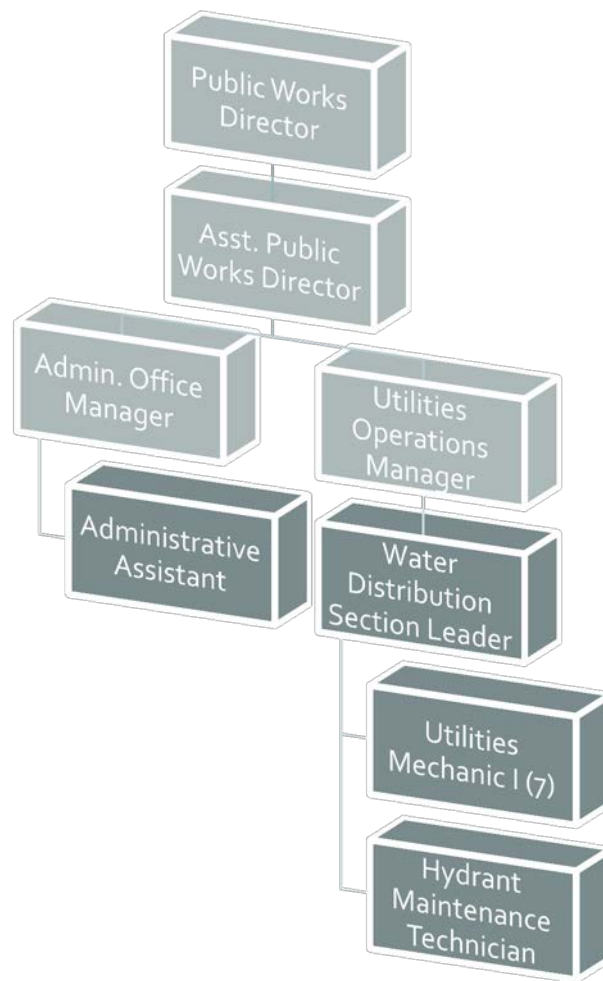 Public Works
Director
Asst. Public
Works Director
Admin. Office
Manager
Utilities
Operations
Manager
Administrative
Assistant
Water
Distribution
Section Leader
Utilities
Mechanic I (7)
Hydrant
Maintenance
Technician